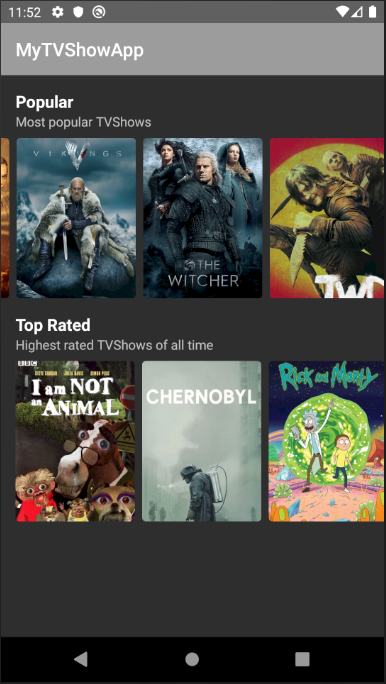 11:52
MyTVShowApp
Popular
Most popular TVShows
VIKINGS
THE
WITCHER
TWD
Top Rated
Highest rated TVShows of all time
BBC
I am NOT
an ANIMAL
CHERNOBYL
Rick and Morty